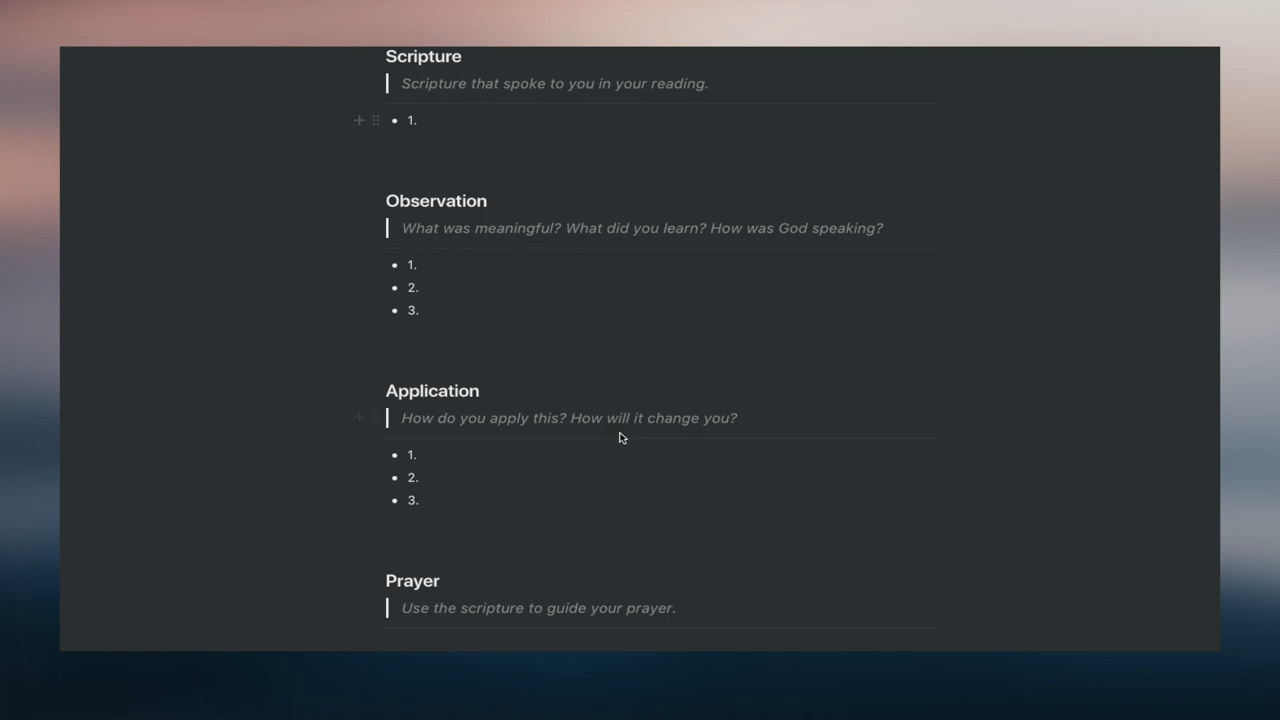 Scripture
Scripture that spoke to you in your reading.
• 1.
Observation
What was meaningful? What did you learn? How was God speaking?
• 1.
• 2.
• 3.
Application
How do you apply this? How will it change you?
• 1.
• 2.
• 3.
Prayer
Use the scripture to guide your prayer.